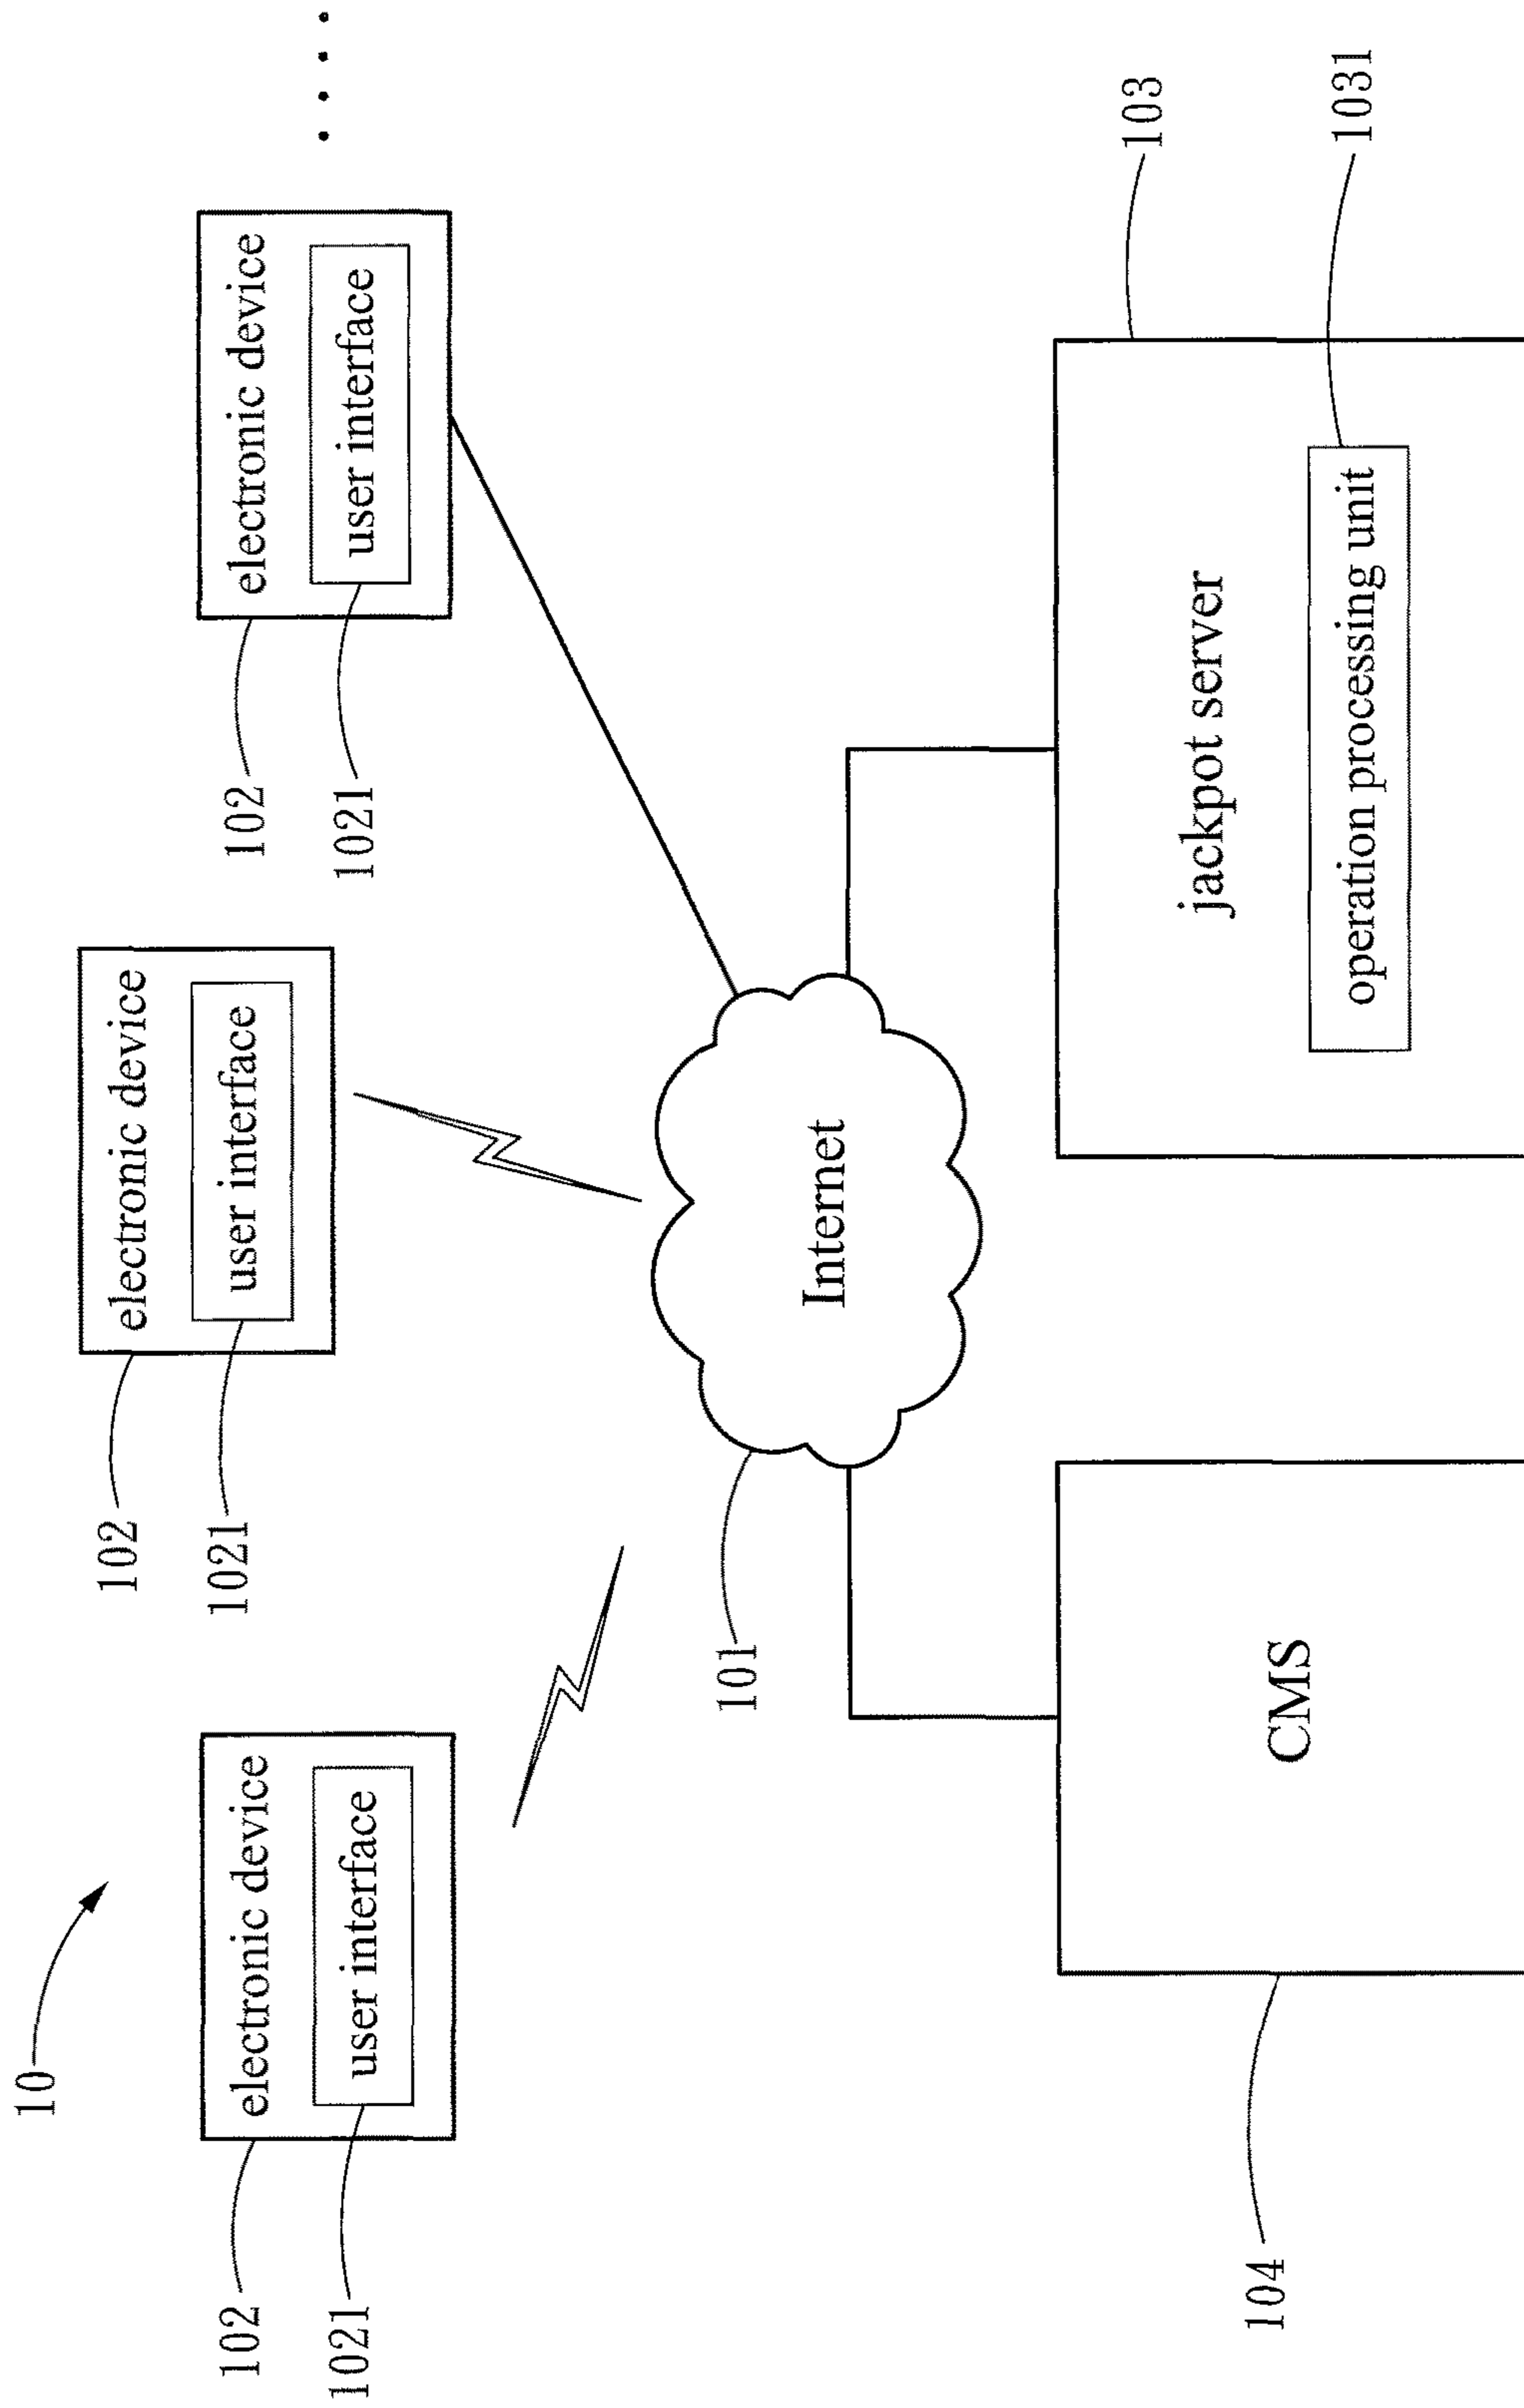 10
electronic device
user interface
102
1021
electronic device
user interface
102
1021
electronic device
user interface
102
1021
. . . .
Internet
101
CMS
104
jackpot server
operation processing unit
103
1031